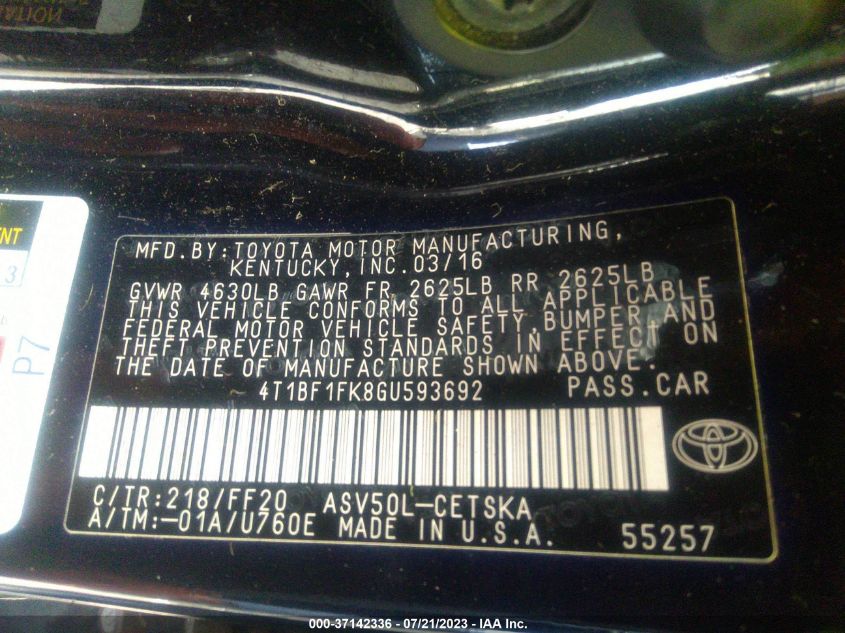 MFD.BY:TOYOTA MOTOR MANUFACTURING,
KENTUCKY,INC.03/16
GVWR 4630LB GAWR FR 2625LB RR 2625LB
THIS VEHICLE CONFORMS TO ALL APPLICABLE
FEDERAL MOTOR VEHICLE SAFETY,BUMPER,AND
THEFT PREVENTION STANDARDS IN EFFECT ON
THE DATE OF MANUFACTURE SHOWN ABOVE.
4T1BF1FK8GU593692 PASS.CAR
C/TR:218/FF20 ASV50L-CETSKA
A/TM:-01A/U760E MADE IN U.S.A. 55257
3
P7
000-37142336 - 07/21/2023 - IAA Inc.